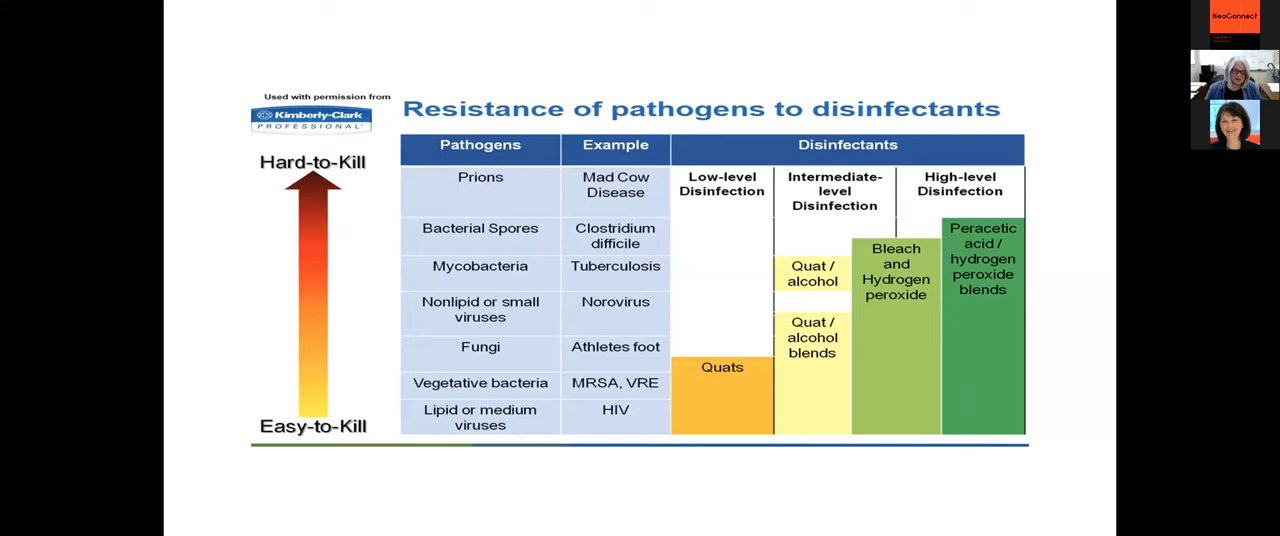 NeoConnect
Used with permission from
Kimberly-Clark
PROFESSIONAL*
Resistance of pathogens to disinfectants
Hard-to-Kill
Easy-to-Kill
Pathogens
Example
Disinfectants
Prions
Mad Cow
Disease
Low-level
Disinfection
Intermediate-
level
Disinfection
High-level
Disinfection
Bacterial Spores
Clostridium
difficile
Mycobacteria
Tuberculosis
Nonlipid or small
viruses
Norovirus
Fungi
Athletes foot
Vegetative bacteria
MRSA, VRE
Lipid or medium
viruses
HIV
Quats
Quat /
alcohol
Quat /
alcohol
blends
Bleach
and
Hydrogen
peroxide
Peracetic
acid /
hydrogen
peroxide
blends